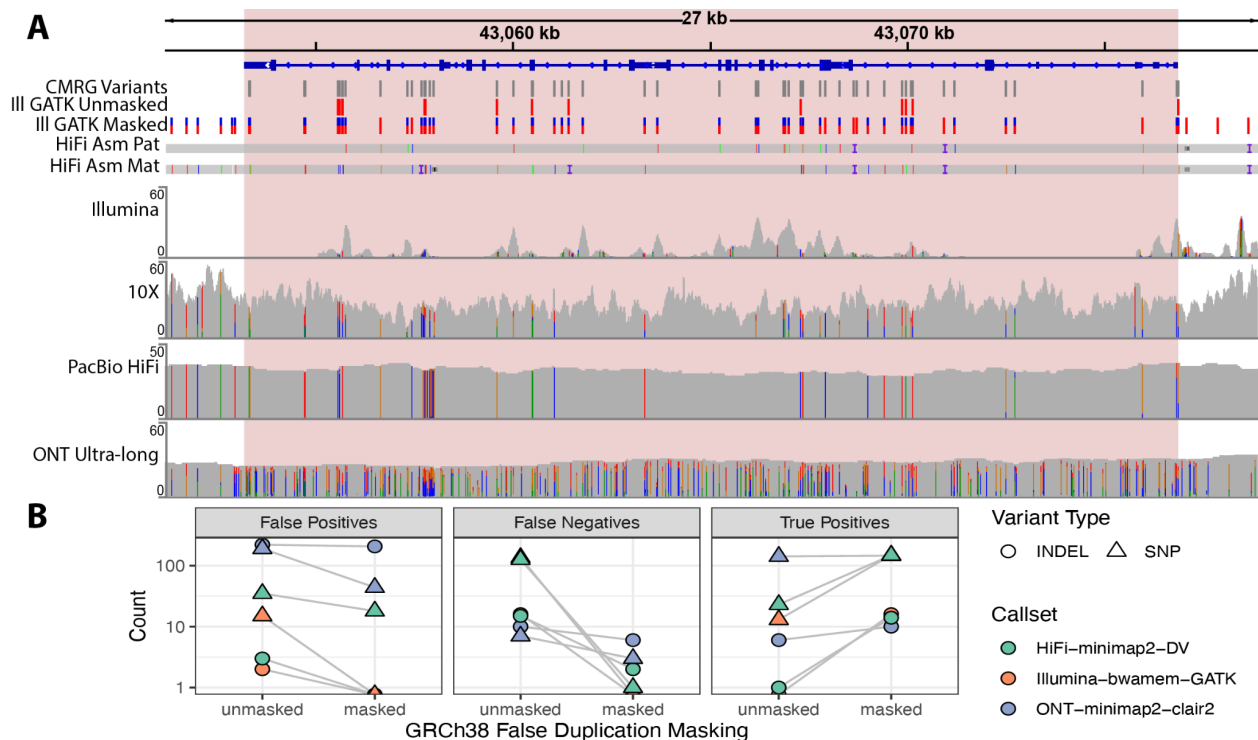 A
27 kb
43,060 kb
43,070 kb
CMRG Variants
Ill GATK Unmasked
Ill GATK Masked
HiFi Asm Pat
HiFi Asm Mat
60
Illumina
0
60
10X
0
50
PacBio HiFi
0
60
ONT Ultra-long
0
B
False Positives
False Negatives
True Positives
Variant Type
INDEL
SNP
100
Count
10
1
Callset
HiFi−minimap2−DV
Illumina−bwamem−GATK
ONT−minimap2−clair2
unmasked
masked
unmasked
masked
unmasked
masked
GRCh38 False Duplication Masking